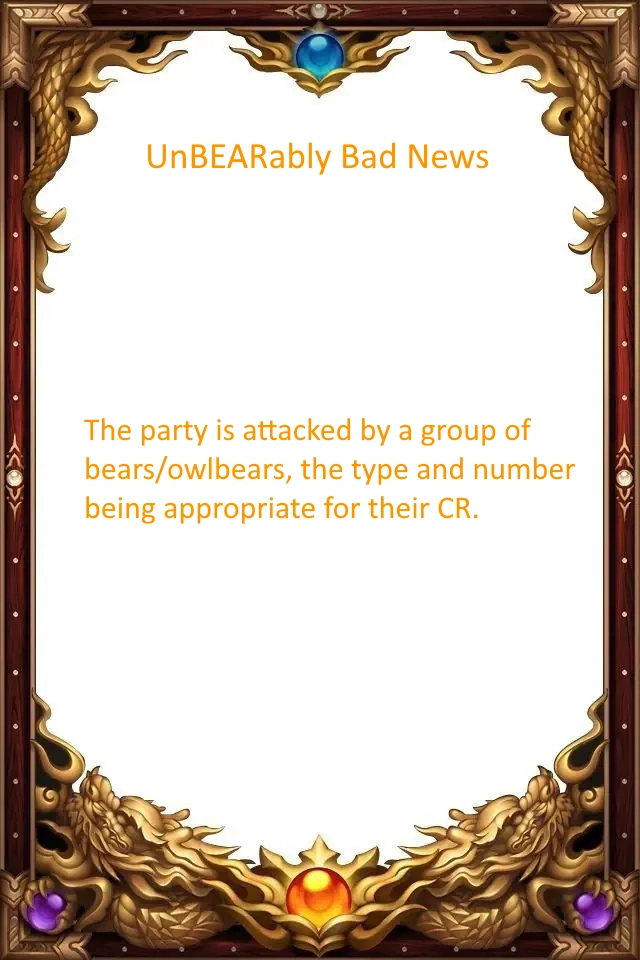 UnBEARably Bad News
The party is attacked by a group of
bears/owlbears, the type and number
being appropriate for their CR.